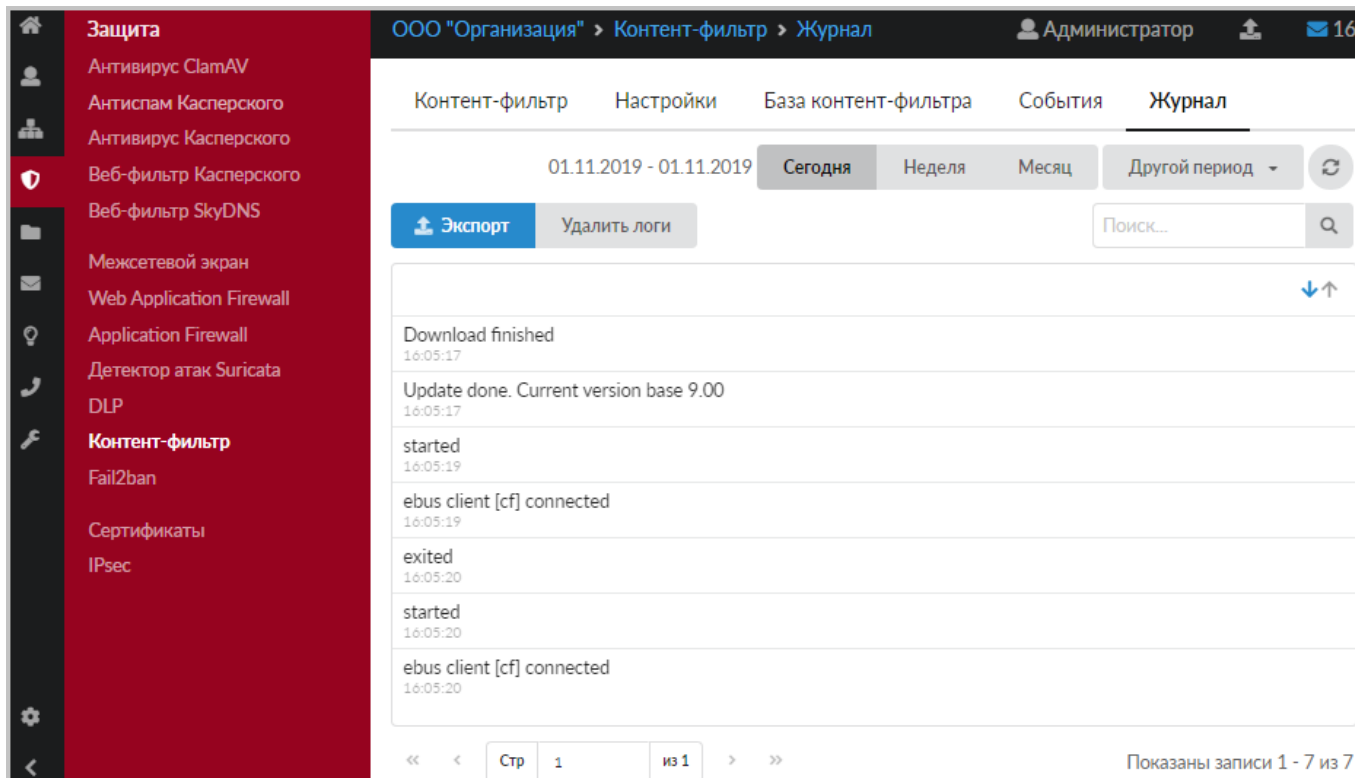 Защита
Антивирус ClamAV
Антиспам Касперского
Антивирус Касперского
Веб-фильтр Касперского
Веб-фильтр SkyDNS
Межсетевой экран
Web Application Firewall
Application Firewall
Детектор атак Suricata
DLP
Контент-фильтр
Fail2ban
Сертификаты
IPsec
ООО "Организация" > Контент-фильтр > Журнал Администратор 16
Контент-фильтр Настройки База контент-фильтра События Журнал
01.11.2019 - 01.11.2019 Сегодня Неделя Месяц Другой период
Экспорт Удалить логи Поиск...
Download finished
16:05:17
Update done. Current version base 9.00
16:05:17
started
16:05:19
ebus client [cf] connected
16:05:19
exited
16:05:20
started
16:05:20
ebus client [cf] connected
16:05:20
Стр 1 из 1 Показаны записи 1 - 7 из 7